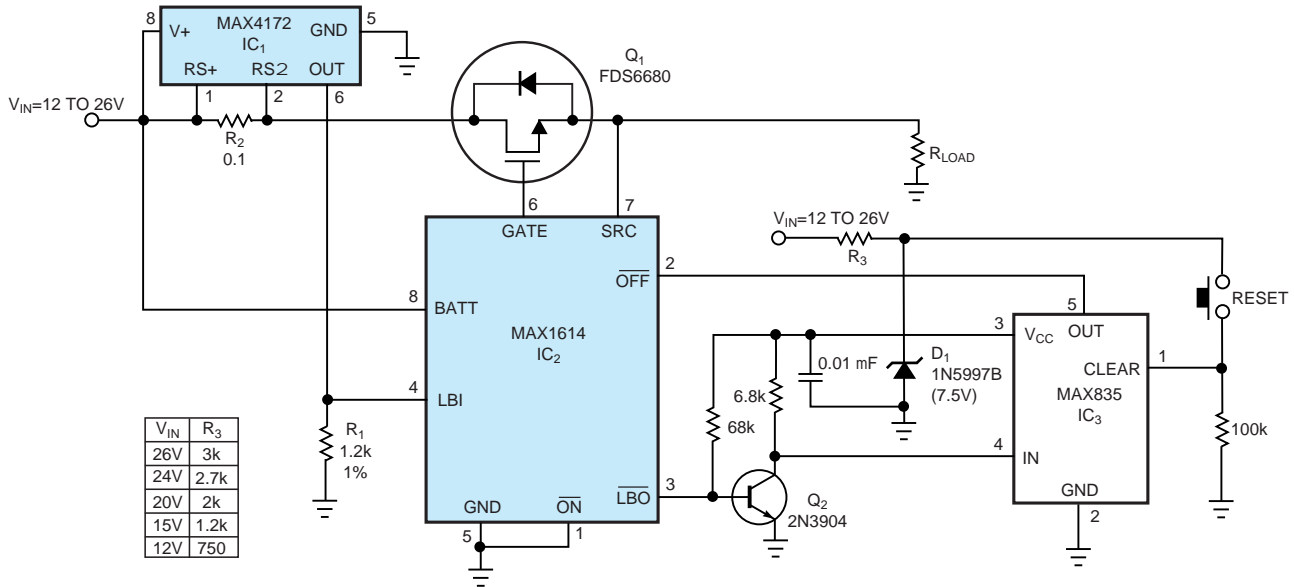 8 V+ MAX4172 GND 5
IC1
RS+ RS2 OUT
1 2 6
Q1
FDS6680
VIN=12 TO 26V
R2
0.1
RLOAD
6 7
GATE SRC
VIN=12 TO 26V
R3
OFF 2
RESET
8 BATT
MAX1614
IC2
5
OUT
3 VCC
CLEAR 1
MAX835
IC3
0.01 mF
D1
1N5997B
(7.5V)
6.8k
68k
4 LBI
R1
1.2k
1%
100k
4 IN
LBO 3
Q2
2N3904
GND
2
GND ON
5 1
VIN R3
26V 3k
24V 2.7k
20V 2k
15V 1.2k
12V 750